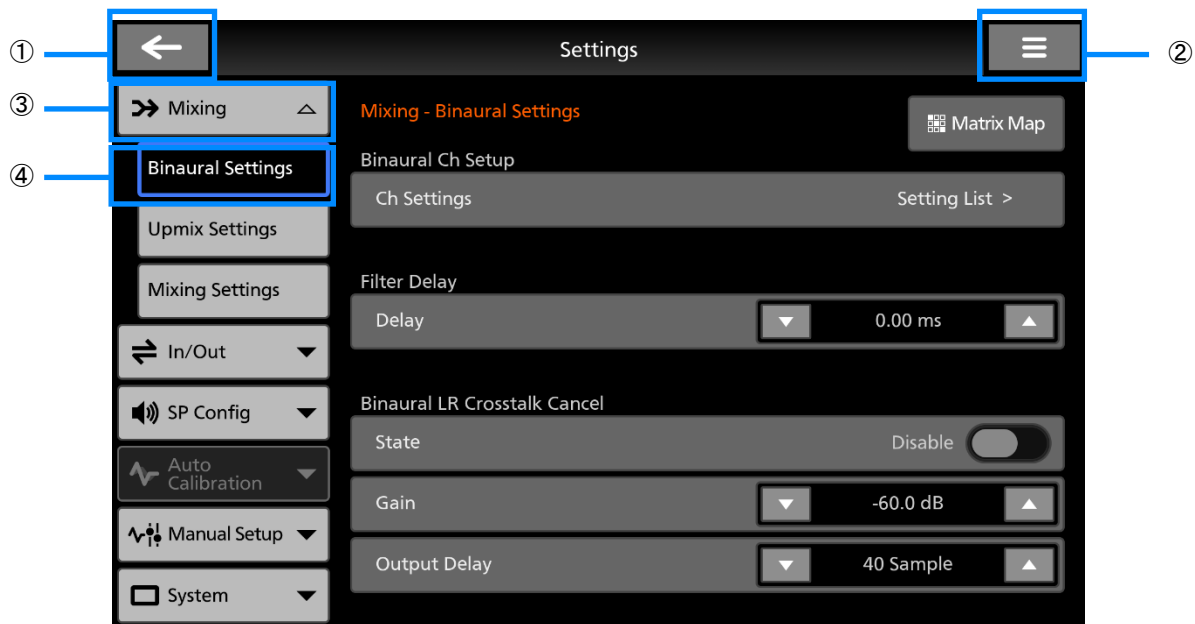 ①
Settings
②
③
Mixing
Mixing - Binaural Settings
Matrix Map
④
Binaural Settings
Binaural Ch Setup
Ch Settings
Setting List >
Upmix Settings
Mixing Settings
Filter Delay
Delay
0.00 ms
In/Out
SP Config
Binaural LR Crosstalk Cancel
State
Disable
Auto
Calibration
Gain
-60.0 dB
Manual Setup
Output Delay
40 Sample
System